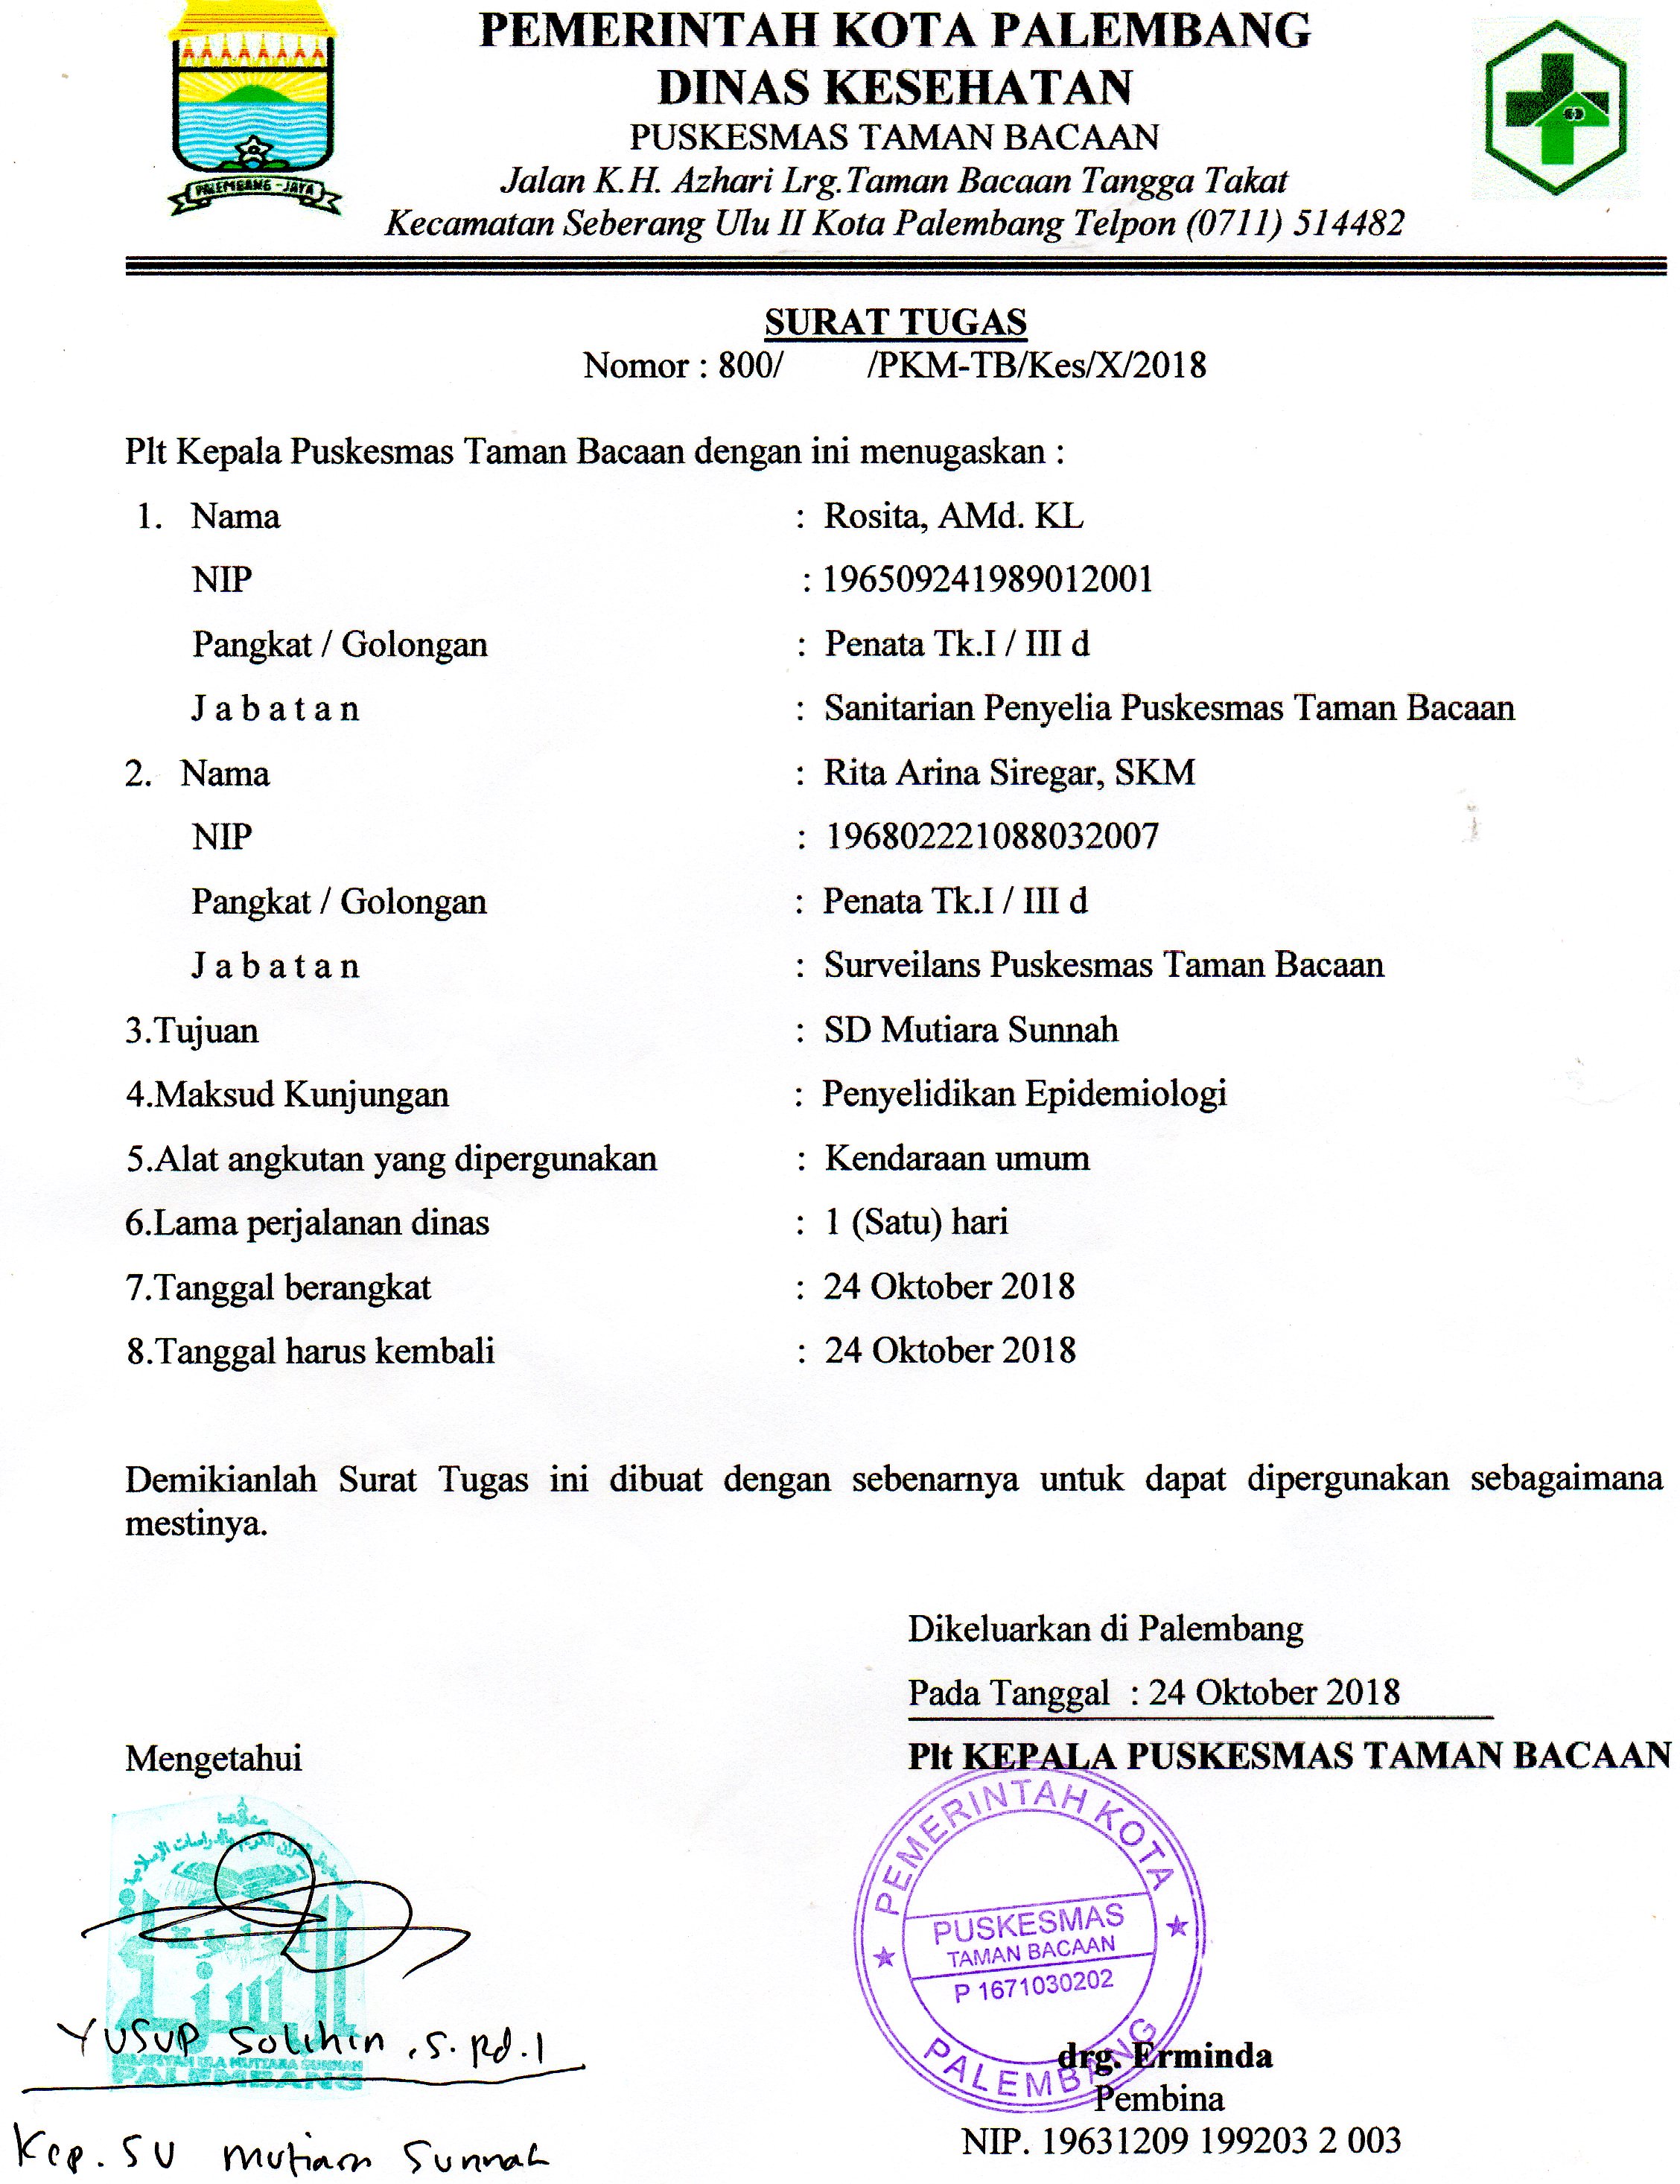 PEMERINTAH KOTA PALEMBANG
DINAS KESEHATAN
PUSKESMAS TAMAN BACAAN
Jalan K.H. Azhari Lrg.Taman Bacaan Tangga Takat
Kecamatan Seberang Ulu II Kota Palembang Telpon (0711) 514482
PALEMBANG - JAYA
SURAT TUGAS
Nomor : 800/ /PKM-TB/Kes/X/2018
Plt Kepala Puskesmas Taman Bacaan dengan ini menugaskan :
1. Nama : Rosita, AMd. KL
NIP : 196509241989012001
Pangkat / Golongan : Penata Tk.I / III d
J a b a t a n : Sanitarian Penyelia Puskesmas Taman Bacaan
2. Nama : Rita Arina Siregar, SKM
NIP : 196802221088032007
Pangkat / Golongan : Penata Tk.I / III d
J a b a t a n : Surveilans Puskesmas Taman Bacaan
3.Tujuan : SD Mutiara Sunnah
4.Maksud Kunjungan : Penyelidikan Epidemiologi
5.Alat angkutan yang dipergunakan : Kendaraan umum
6.Lama perjalanan dinas : 1 (Satu) hari
7.Tanggal berangkat : 24 Oktober 2018
8.Tanggal harus kembali : 24 Oktober 2018
Demikianlah Surat Tugas ini dibuat dengan sebenarnya untuk dapat dipergunakan sebagaimana
mestinya.
Dikeluarkan di Palembang
Pada Tanggal : 24 Oktober 2018
Mengetahui
Plt KEPALA PUSKESMAS TAMAN BACAAN
PEMERINTAH KOTA
PUSKESMAS
TAMAN BACAAN
P 1671030202
PALEMBANG
YUSUP Solihin, S.Pd.I
ULA MUTIARA SUNNAH
PALEMBANG
Kep. SD Mutiara Sunnah
drg. Erminda
Pembina
NIP. 19631209 199203 2 003